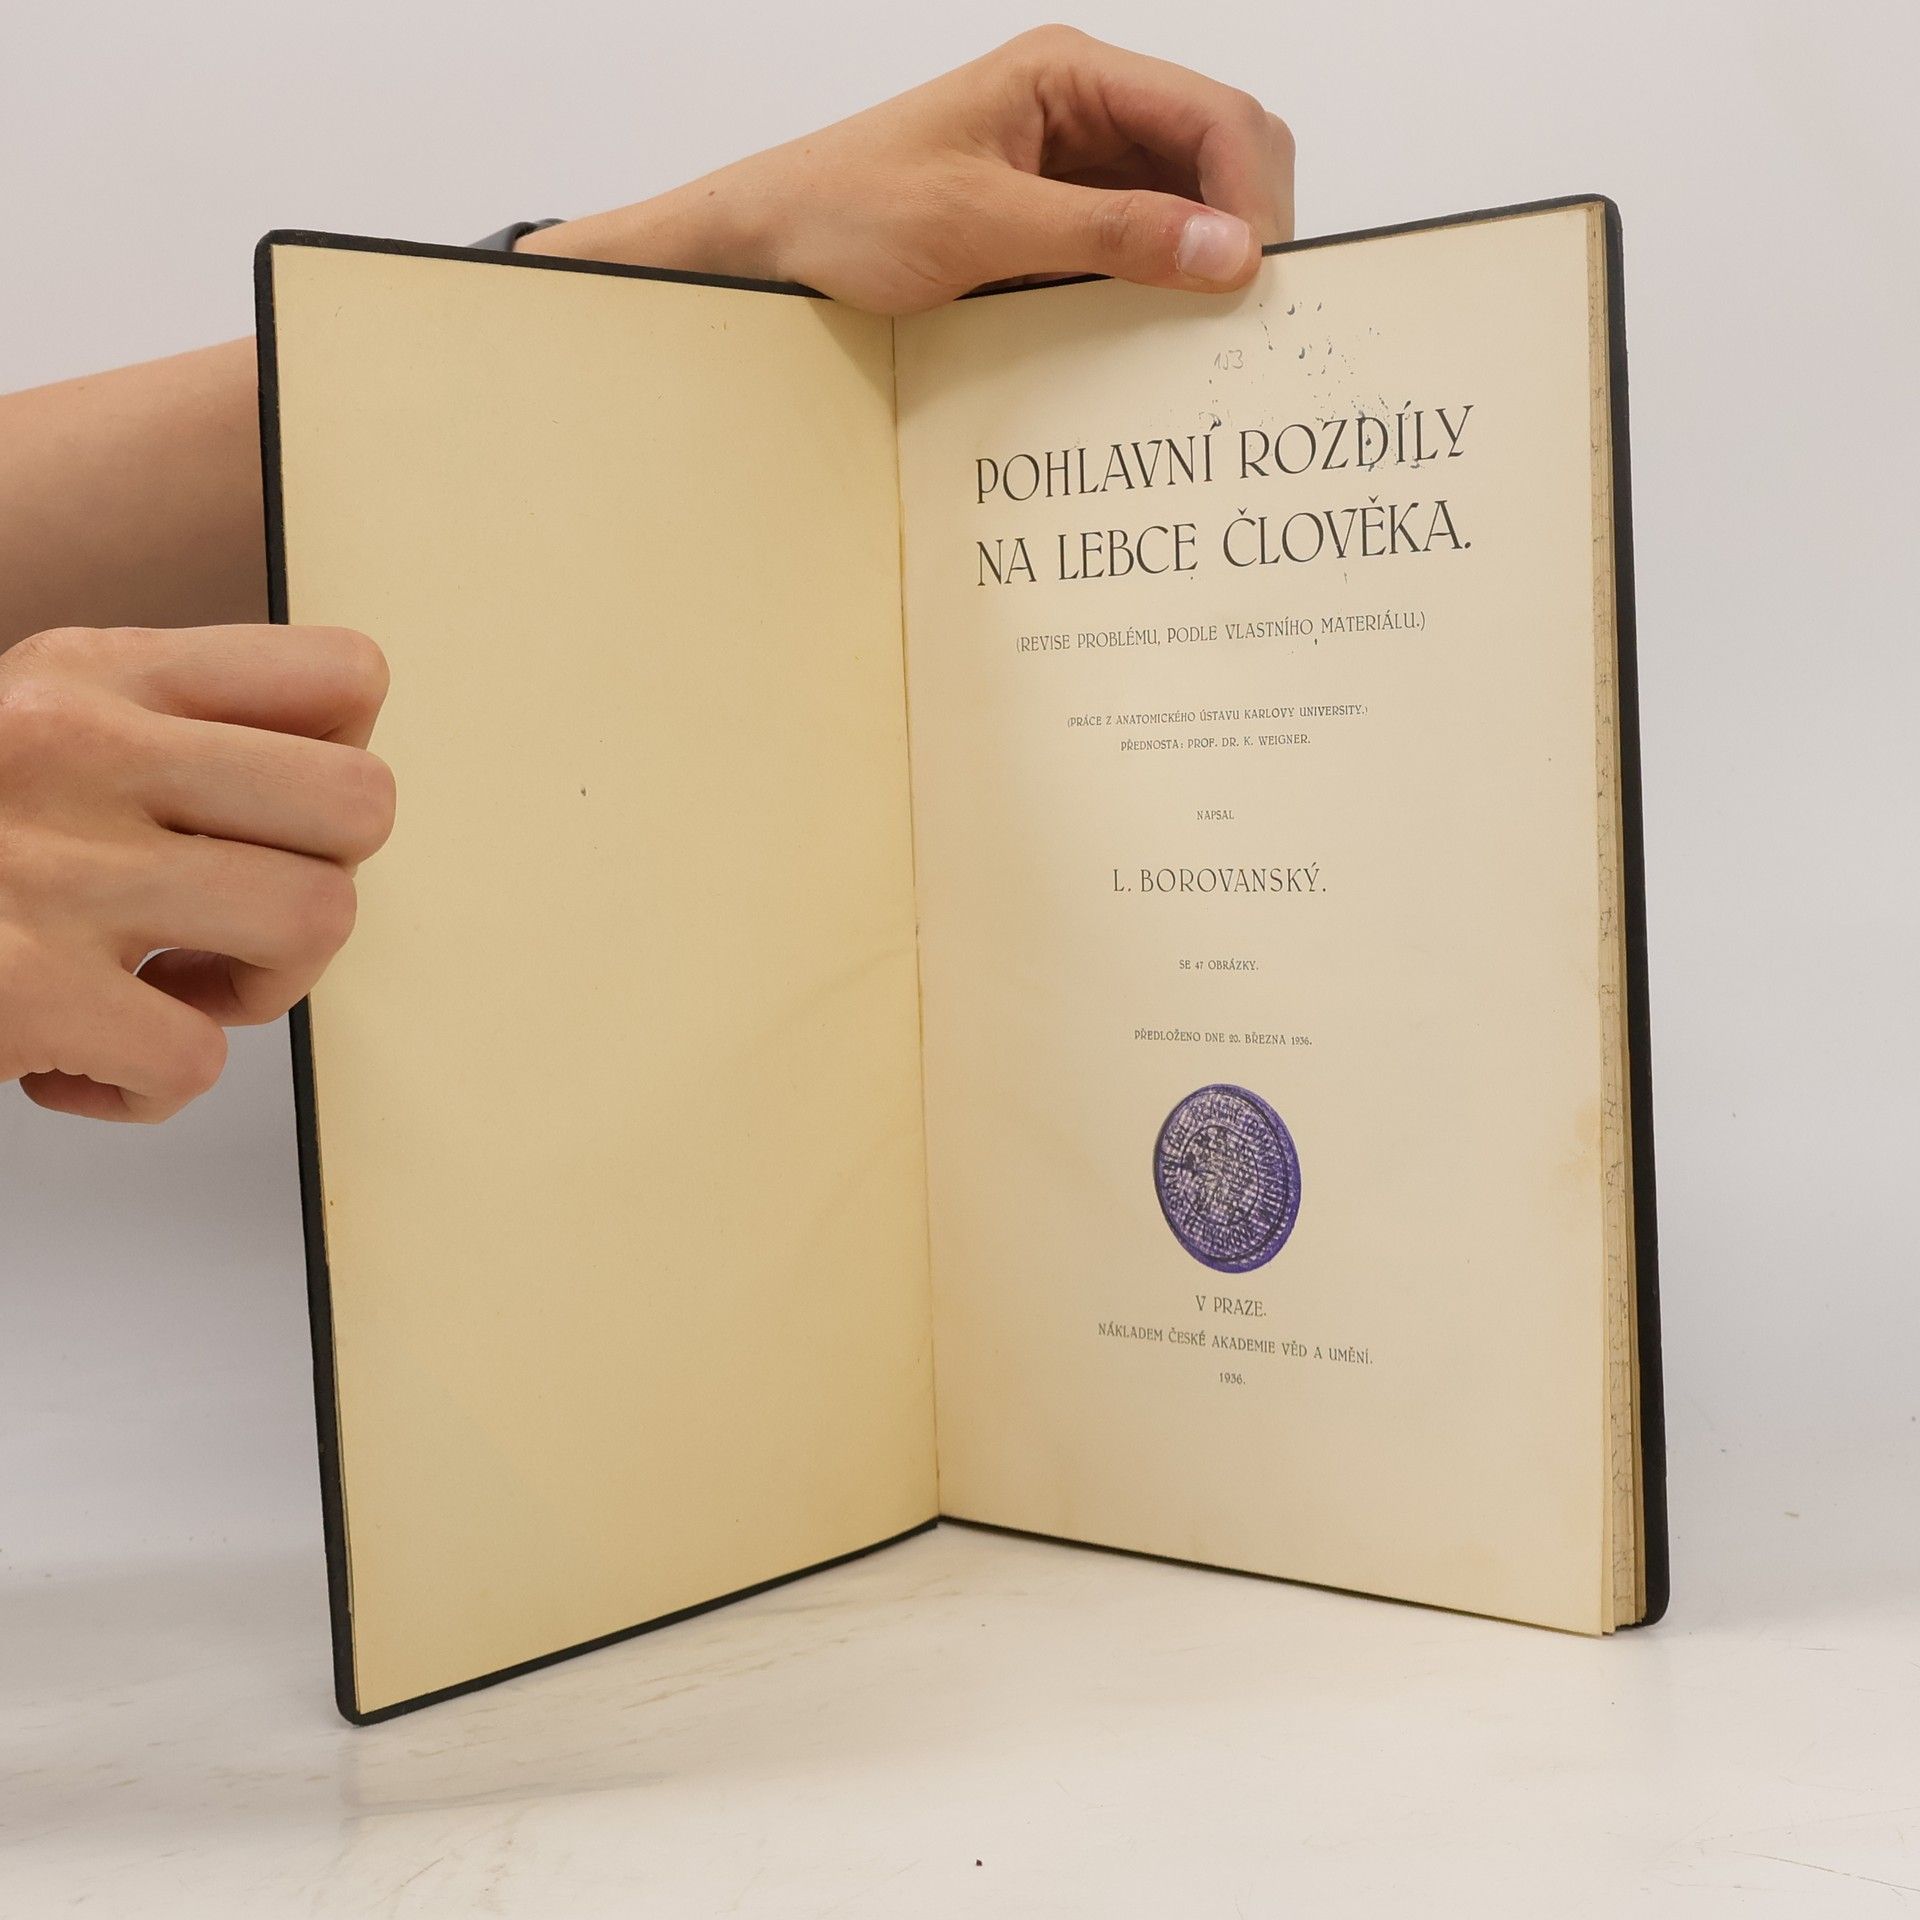 153
POHLAVNÍ ROZDÍLY
NA LEBCE ČLOVĚKA.
(REVISE PROBLÉMU, PODLE VLASTNÍHO MATERIÁLU.)
(PRÁCE Z ANATOMICKÉHO ÚSTAVU KARLOVY UNIVERSITY.)
PŘEDNOSTA: PROF. DR. K. WEIGNER.
NAPSAL
L. BOROVANSKÝ.
SE 47 OBRÁZKY.
PŘEDLOŽENO DNE 20. BŘEZNA 1936.
V PRAZE.
NÁKLADEM ČESKÉ AKADEMIE VĚD A UMĚNÍ.
1936.